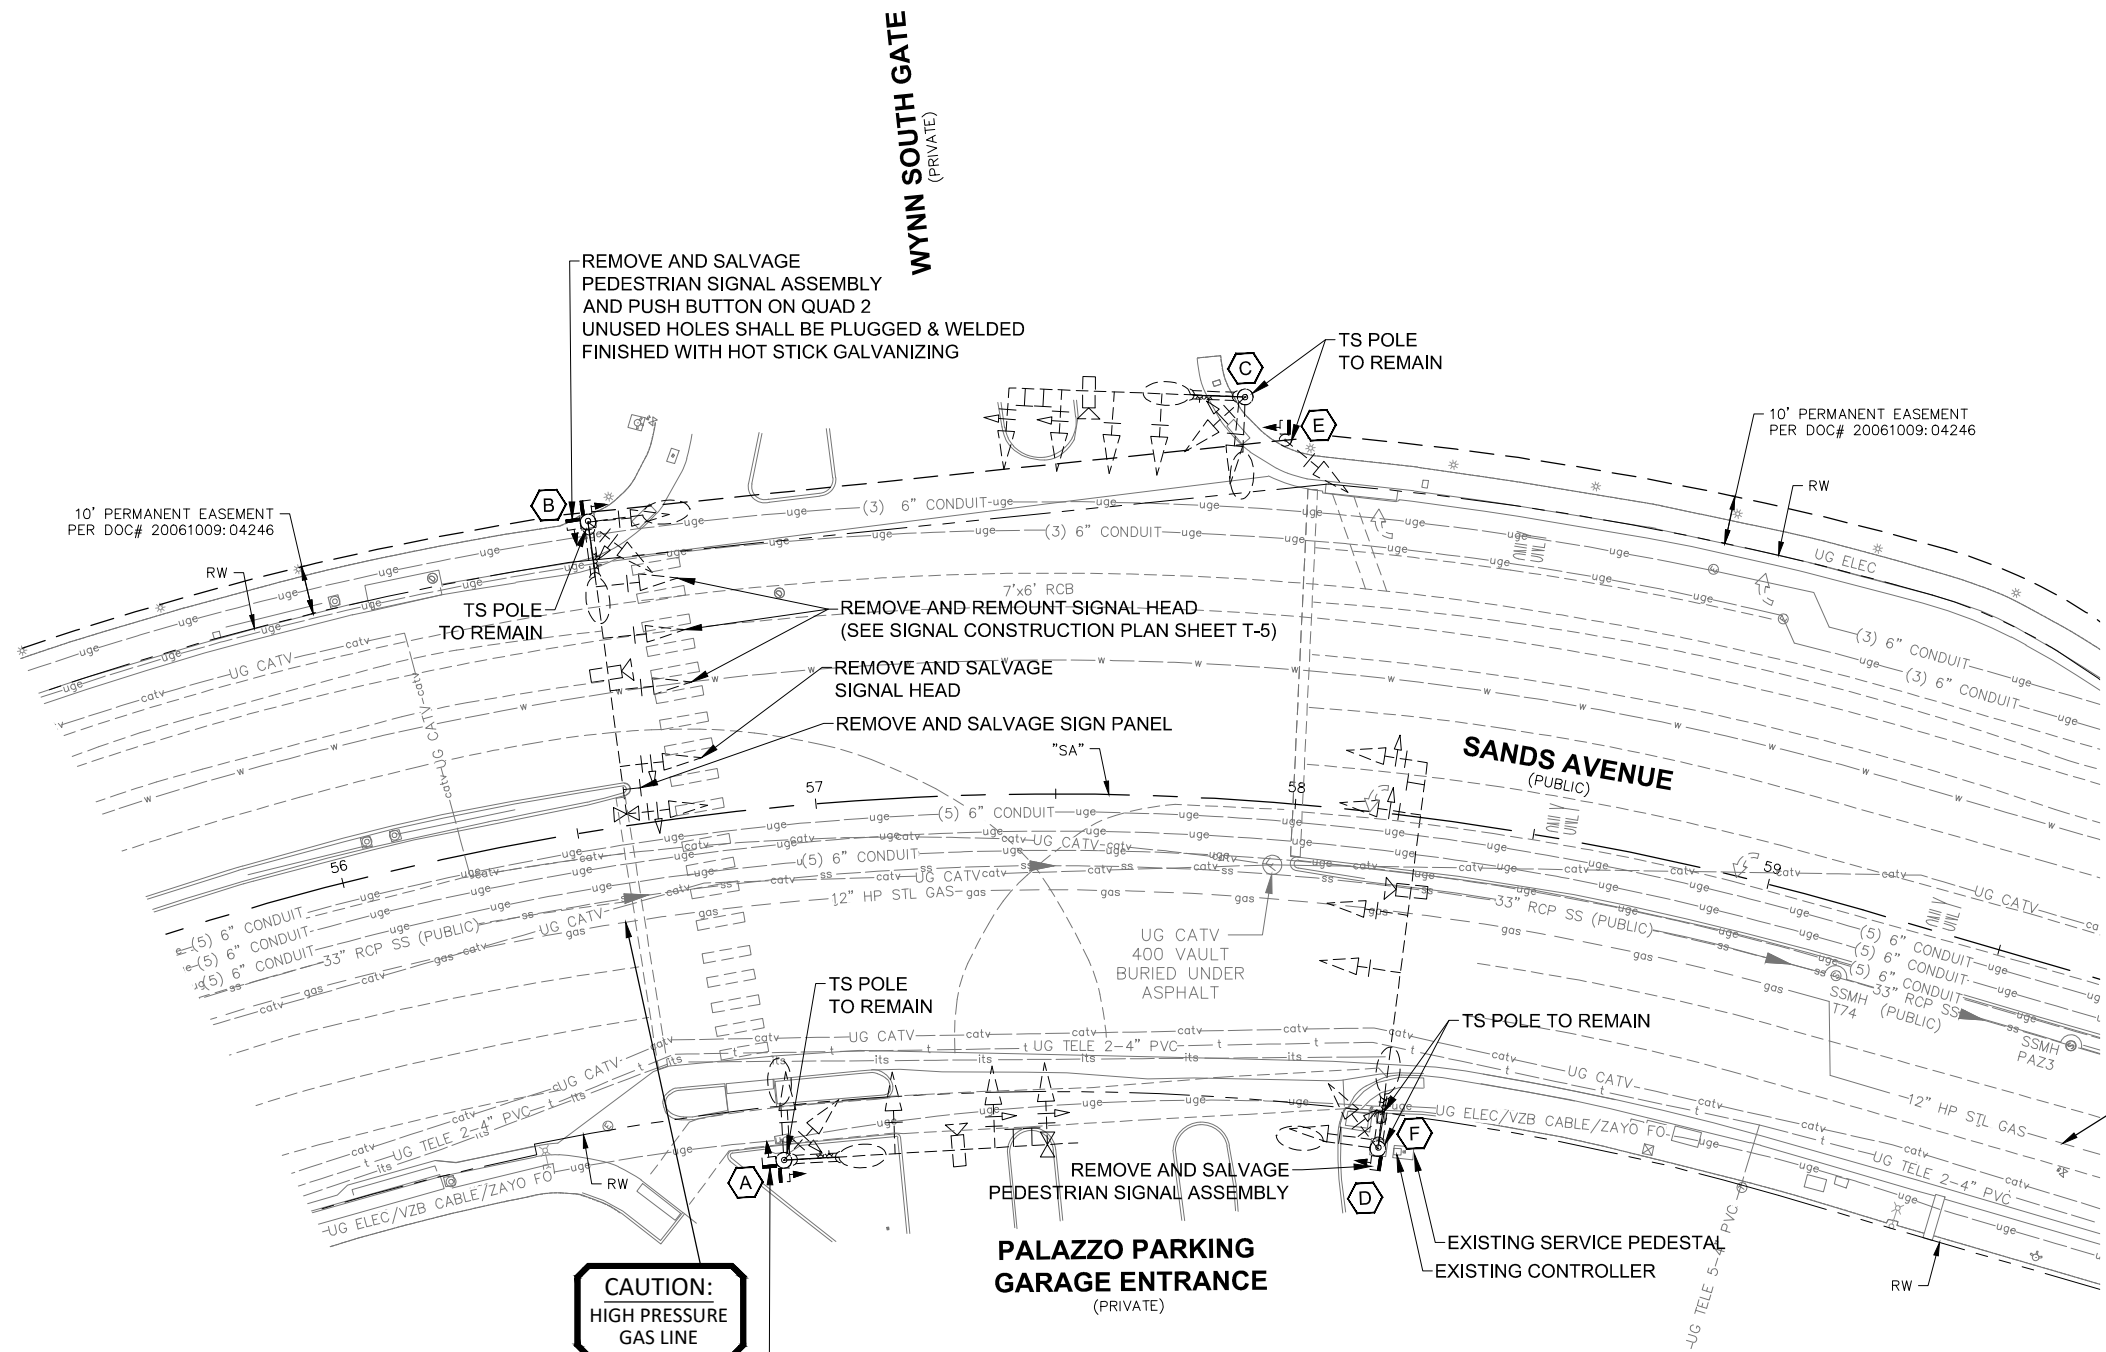 WYNN SOUTH GATE
(PRIVATE)
REMOVE AND SALVAGE
PEDESTRIAN SIGNAL ASSEMBLY
AND PUSH BUTTON ON QUAD 2
UNUSED HOLES SHALL BE PLUGGED & WELDED
FINISHED WITH HOT STICK GALVANIZING
TS POLE
TO REMAIN
C
E
10' PERMANENT EASEMENT
PER DOC# 20061009:04246
RW
B
10' PERMANENT EASEMENT
PER DOC# 20061009:04246
RW
(3) 6" CONDUIT
(3) 6" CONDUIT
UG ELEC
7'x6' RCB
TS POLE
TO REMAIN
REMOVE AND REMOUNT SIGNAL HEAD
(SEE SIGNAL CONSTRUCTION PLAN SHEET T-5)
(3) 6" CONDUIT
(3) 6" CONDUIT
UG CATV
UG CATV
REMOVE AND SALVAGE
SIGNAL HEAD
REMOVE AND SALVAGE SIGN PANEL
"SA"
SANDS AVENUE
(PUBLIC)
57
58
59
56
(5) 6" CONDUIT
(5) 6" CONDUIT
UG CATV
UG CATV
12" HP STL GAS
UG CATV
(5) 6" CONDUIT
(5) 6" CONDUIT
(5) 6" CONDUIT
33" RCP SS (PUBLIC)
UG CATV
33" RCP SS (PUBLIC)
(5) 6" CONDUIT
(5) 6" CONDUIT
(5) 6" CONDUIT
33" RCP SS
(PUBLIC)
SSMH
T74
SSMH
PAZ3
UG CATV
400 VAULT
BURIED UNDER
ASPHALT
TS POLE
TO REMAIN
TS POLE TO REMAIN
UG CATV
UG TELE 2-4" PVC
UG CATV
UG TELE 2-4" PVC
UG CATV
12" HP STL GAS
UG ELEC/VZB CABLE/ZAYO FO
UG TELE 2-4" PVC
RW
UG ELEC/VZB CABLE/ZAYO FO
A
F
D
REMOVE AND SALVAGE
PEDESTRIAN SIGNAL ASSEMBLY
PALAZZO PARKING
GARAGE ENTRANCE
(PRIVATE)
EXISTING SERVICE PEDESTAL
EXISTING CONTROLLER
UG TELE 5-4" PVC
RW
CAUTION:
HIGH PRESSURE
GAS LINE